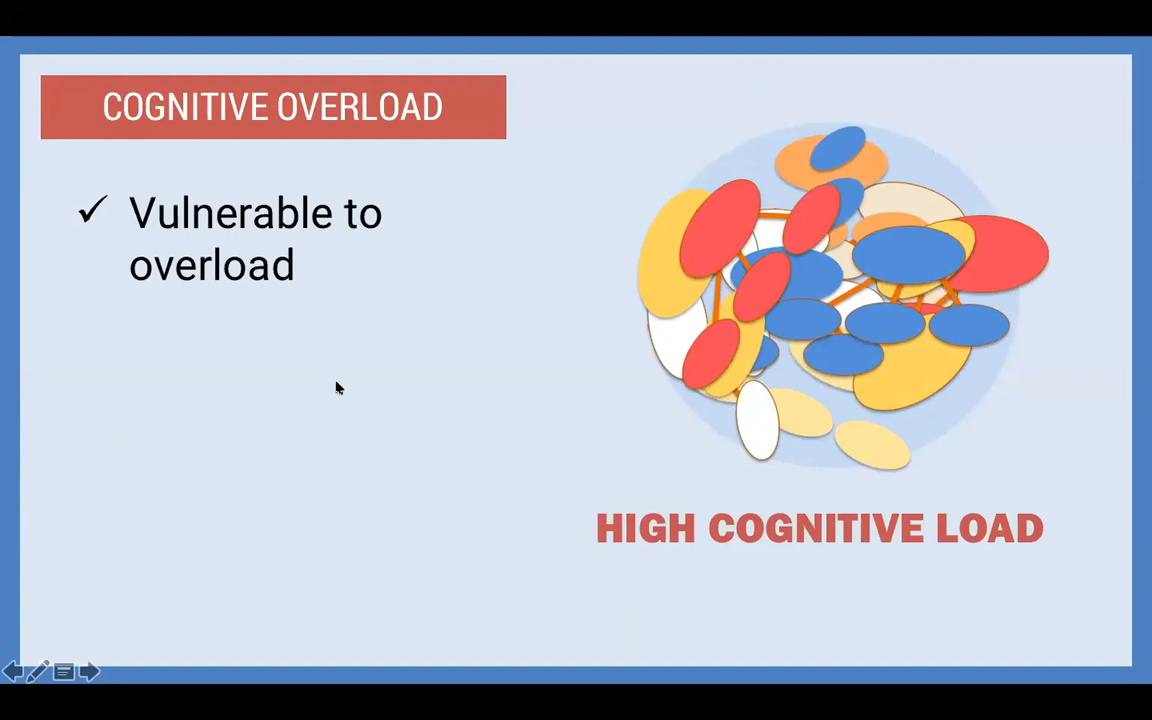 COGNITIVE OVERLOAD
✓ Vulnerable to
overload
HIGH COGNITIVE LOAD